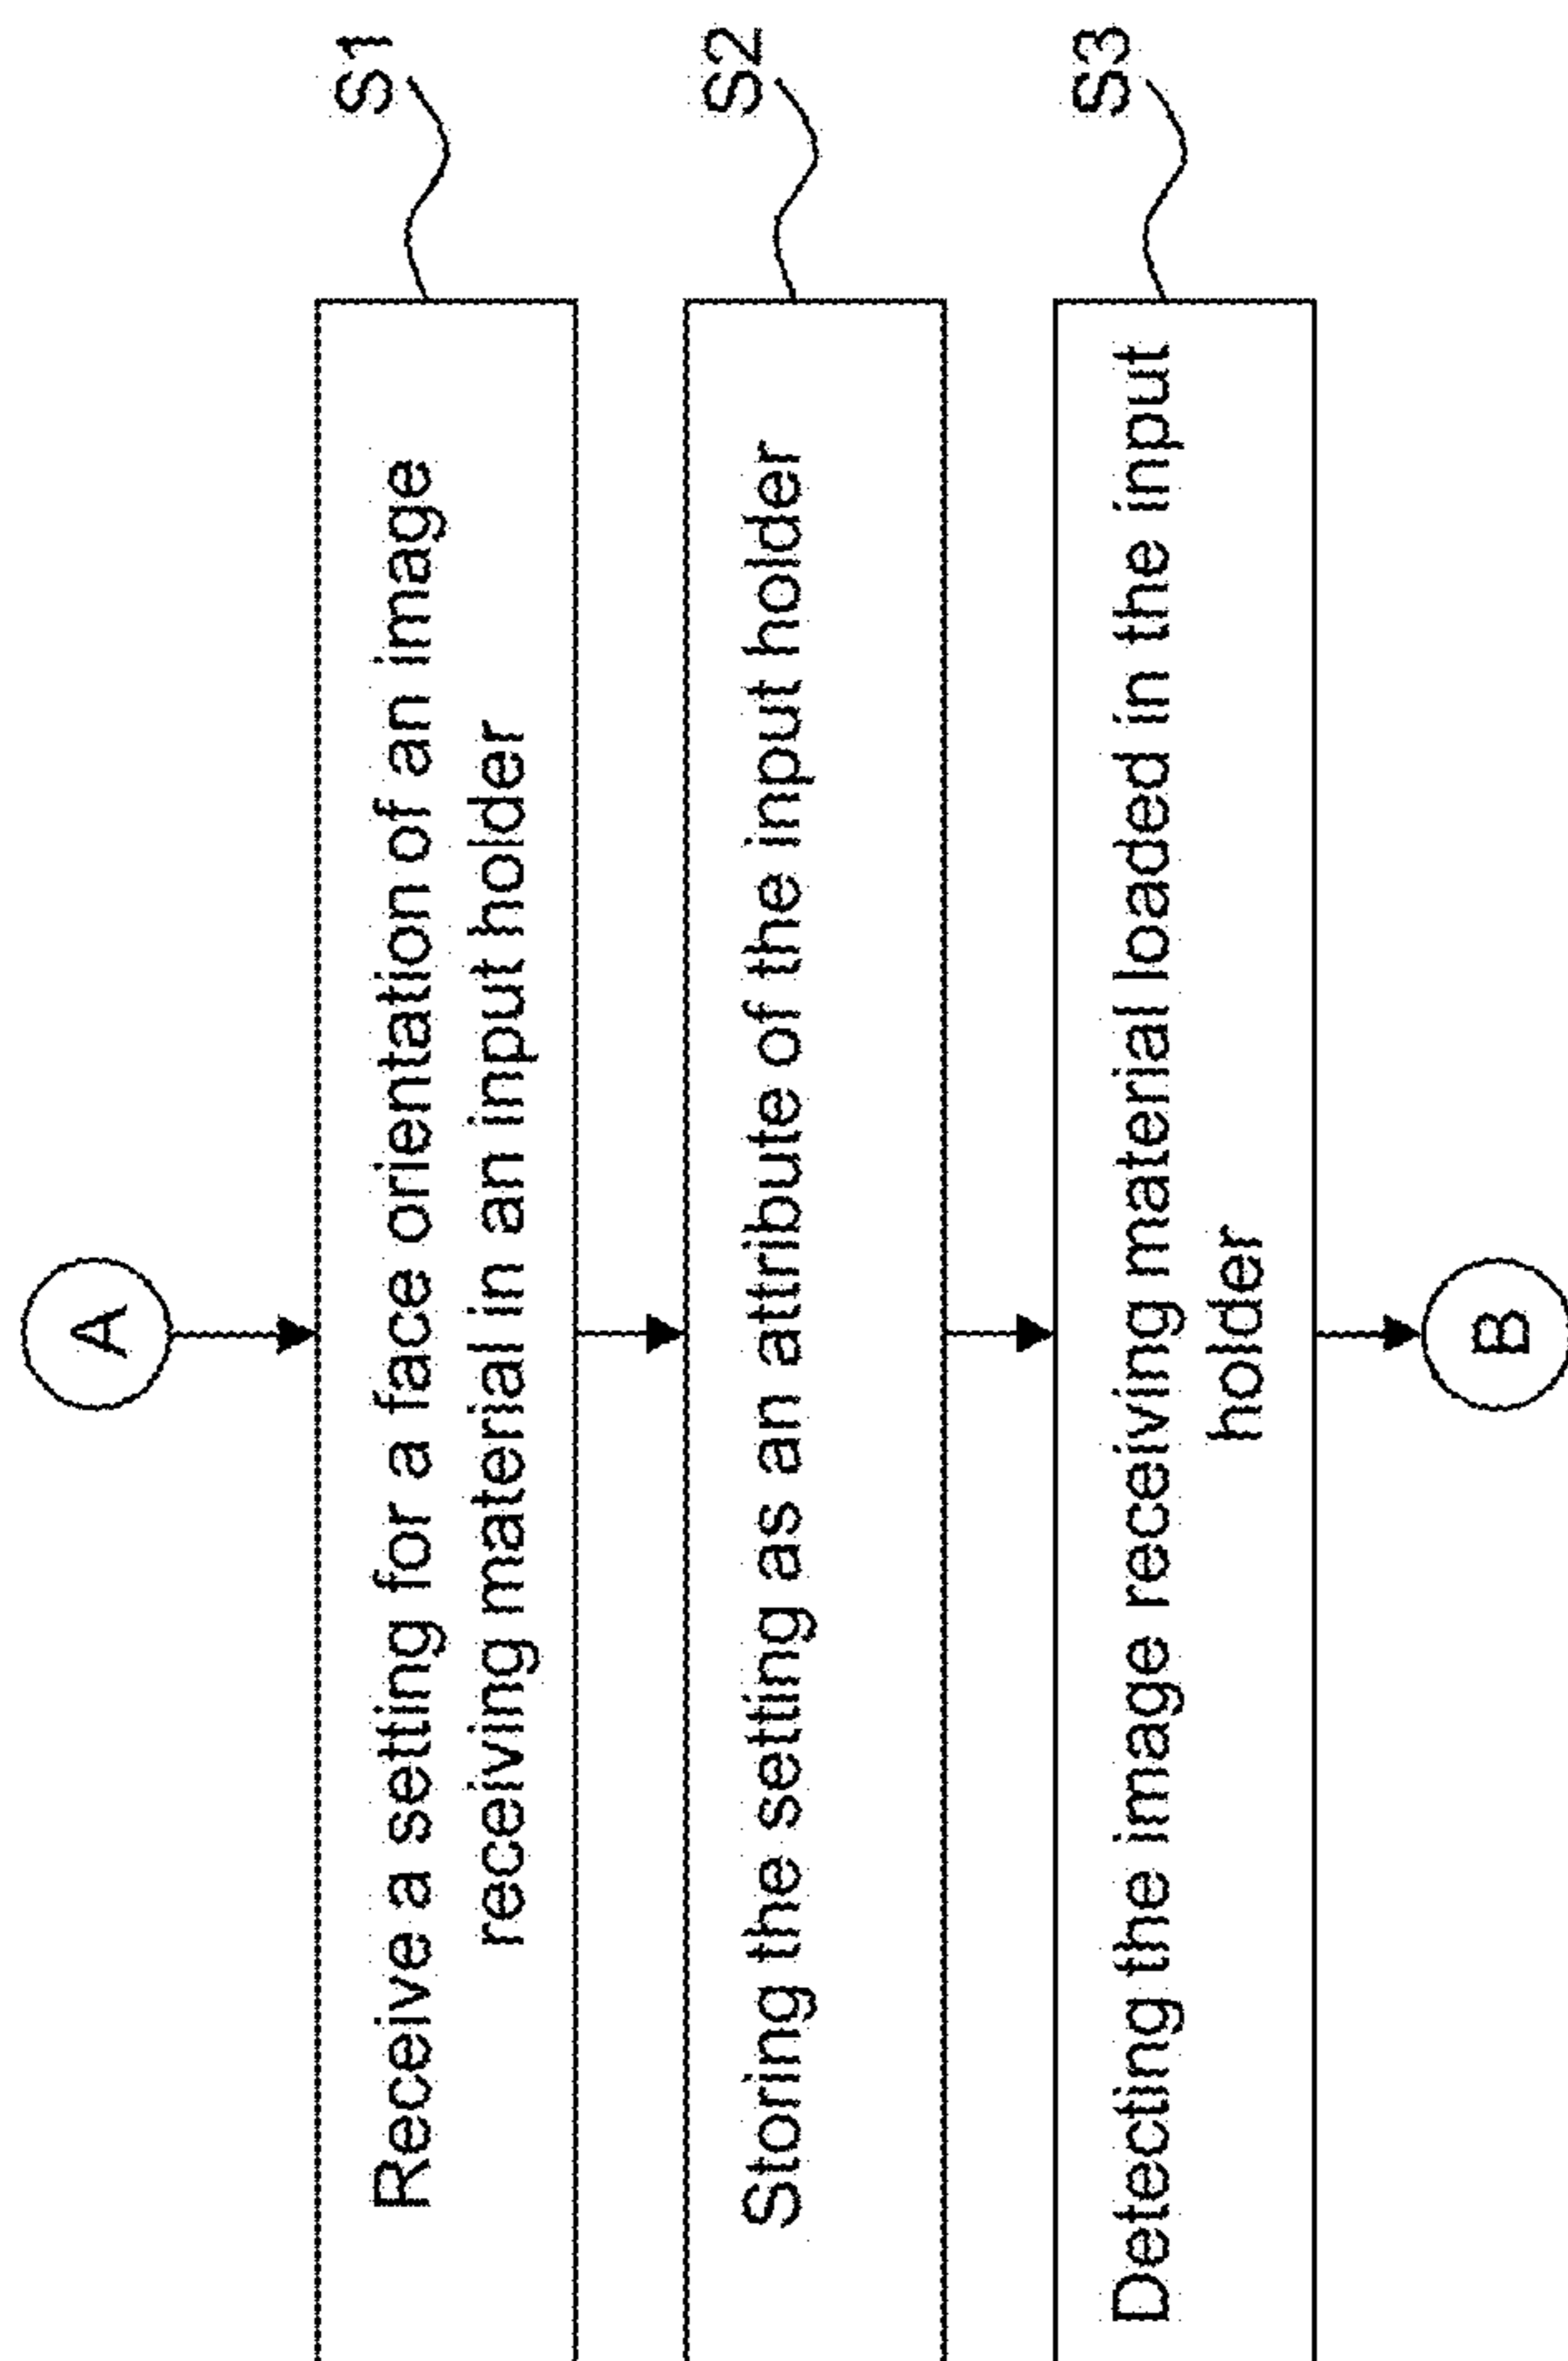 A
S1
Receive a setting for a face orientation of an image
receiving material in an input holder
S2
Storing the setting as an attribute of the input holder
S3
Detecting the image receiving material loaded in the input
holder
B